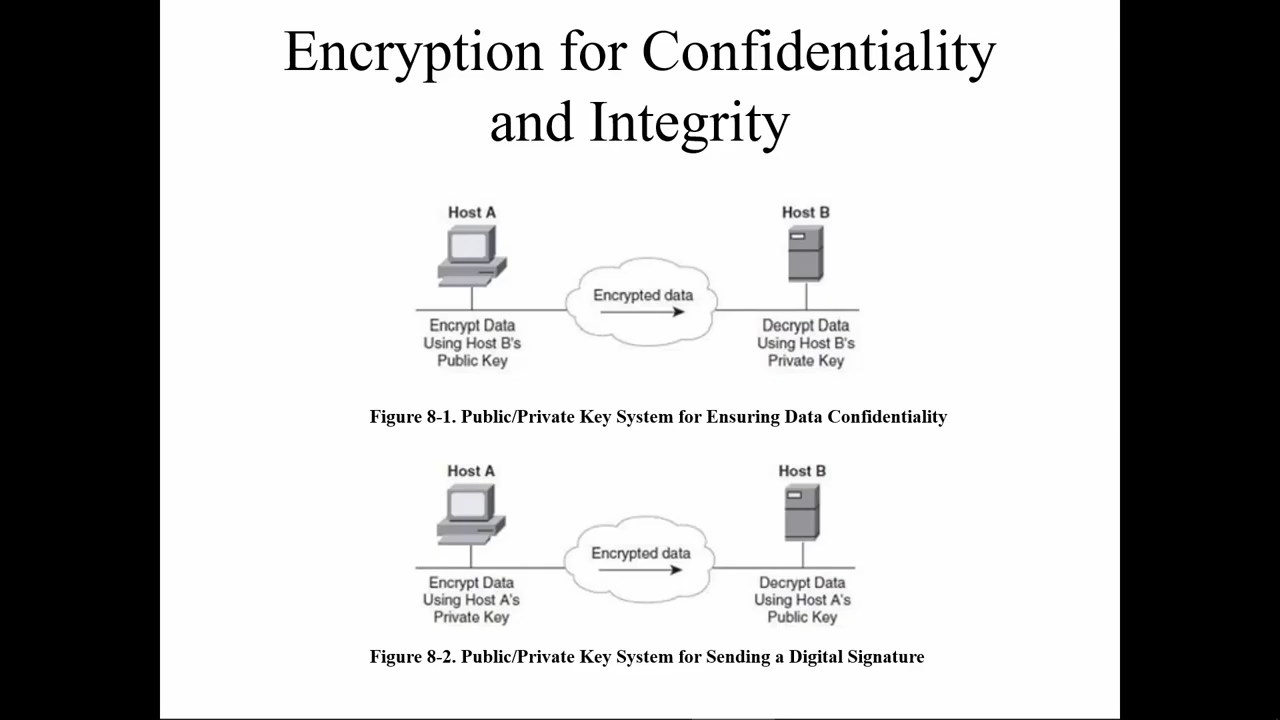 Encryption for Confidentiality
and Integrity
Host A
Host B
Encrypted data
Encrypt Data
Using Host B's
Public Key
Decrypt Data
Using Host B's
Private Key
Figure 8-1. Public/Private Key System for Ensuring Data Confidentiality
Host A
Host B
Encrypted data
Encrypt Data
Using Host A's
Private Key
Decrypt Data
Using Host A's
Public Key
Figure 8-2. Public/Private Key System for Sending a Digital Signature